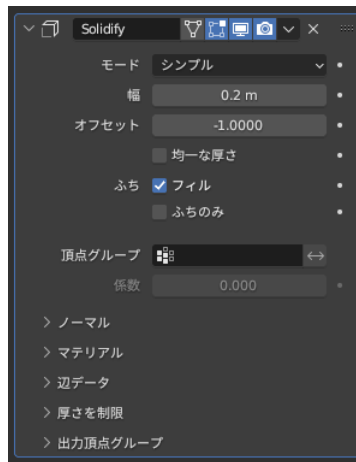 Solidify
モード シンプル
幅 0.2 m
オフセット -1.0000
均一な厚さ
ふち フィル
ふちのみ
頂点グループ
係数 0.000
ノーマル
マテリアル
辺データ
厚さを制限
出力頂点グループ